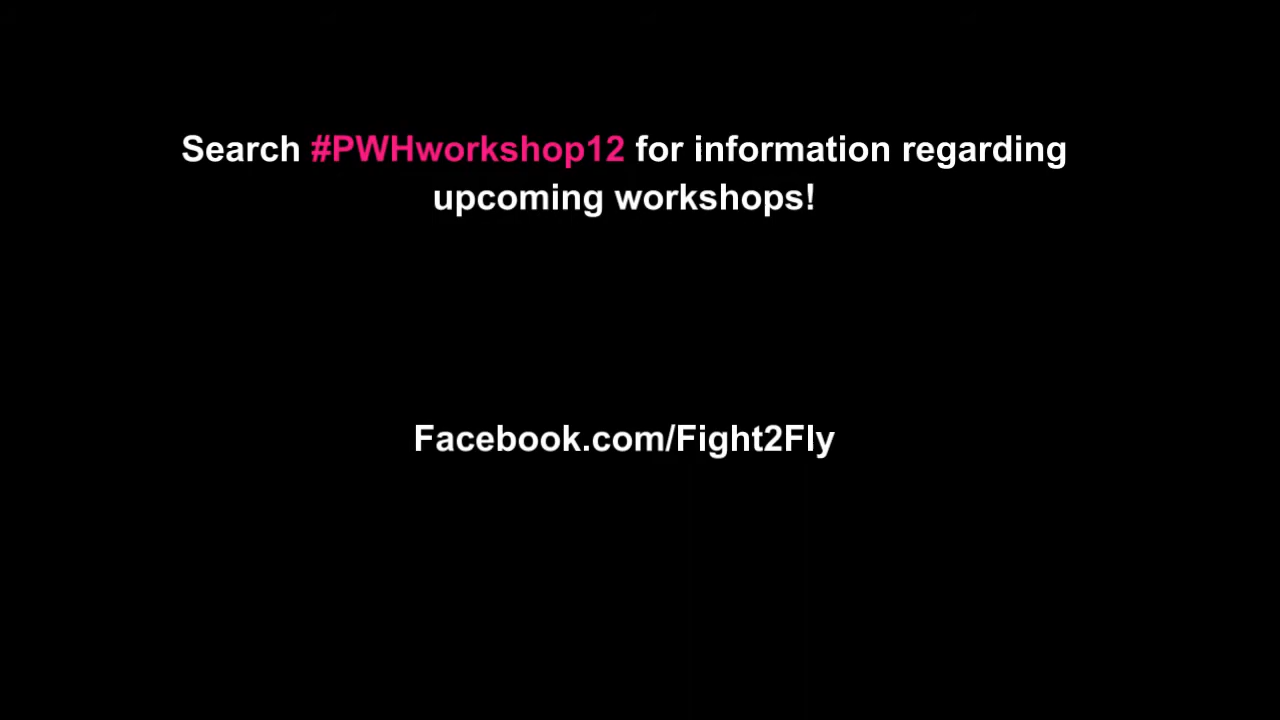 Search #PWHworkshop12 for information regarding
upcoming workshops!
Facebook.com/Fight2Fly